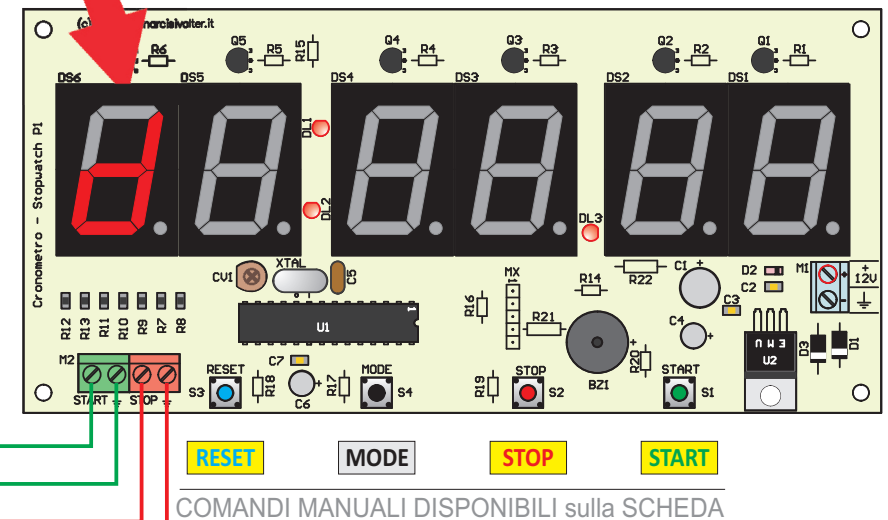 narcisivolter.it
R6
Q5
R5
R15
Q4
R4
Q3
R3
Q2
R2
Q1
R1
DS6
DS5
DS4
DS3
DS2
DS1
DL1
DL2
DL3
Cronometro - Stopwatch P1
CV1
XTAL
C5
MX
R14
R22
C1
+
D2
C2
M1
+
12V
C3
R12
R13
R11
R10
R9
R7
R8
U1
1
R16
R21
C4
+
BZ1
+
R20
E M U
U2
D3
D1
M2
START
STOP
C7
RESET
S3
R18
C6
+
R17
MODE
S4
R19
STOP
S2
START
S1
RESET
MODE
STOP
START
COMANDI MANUALI DISPONIBILI sulla SCHEDA